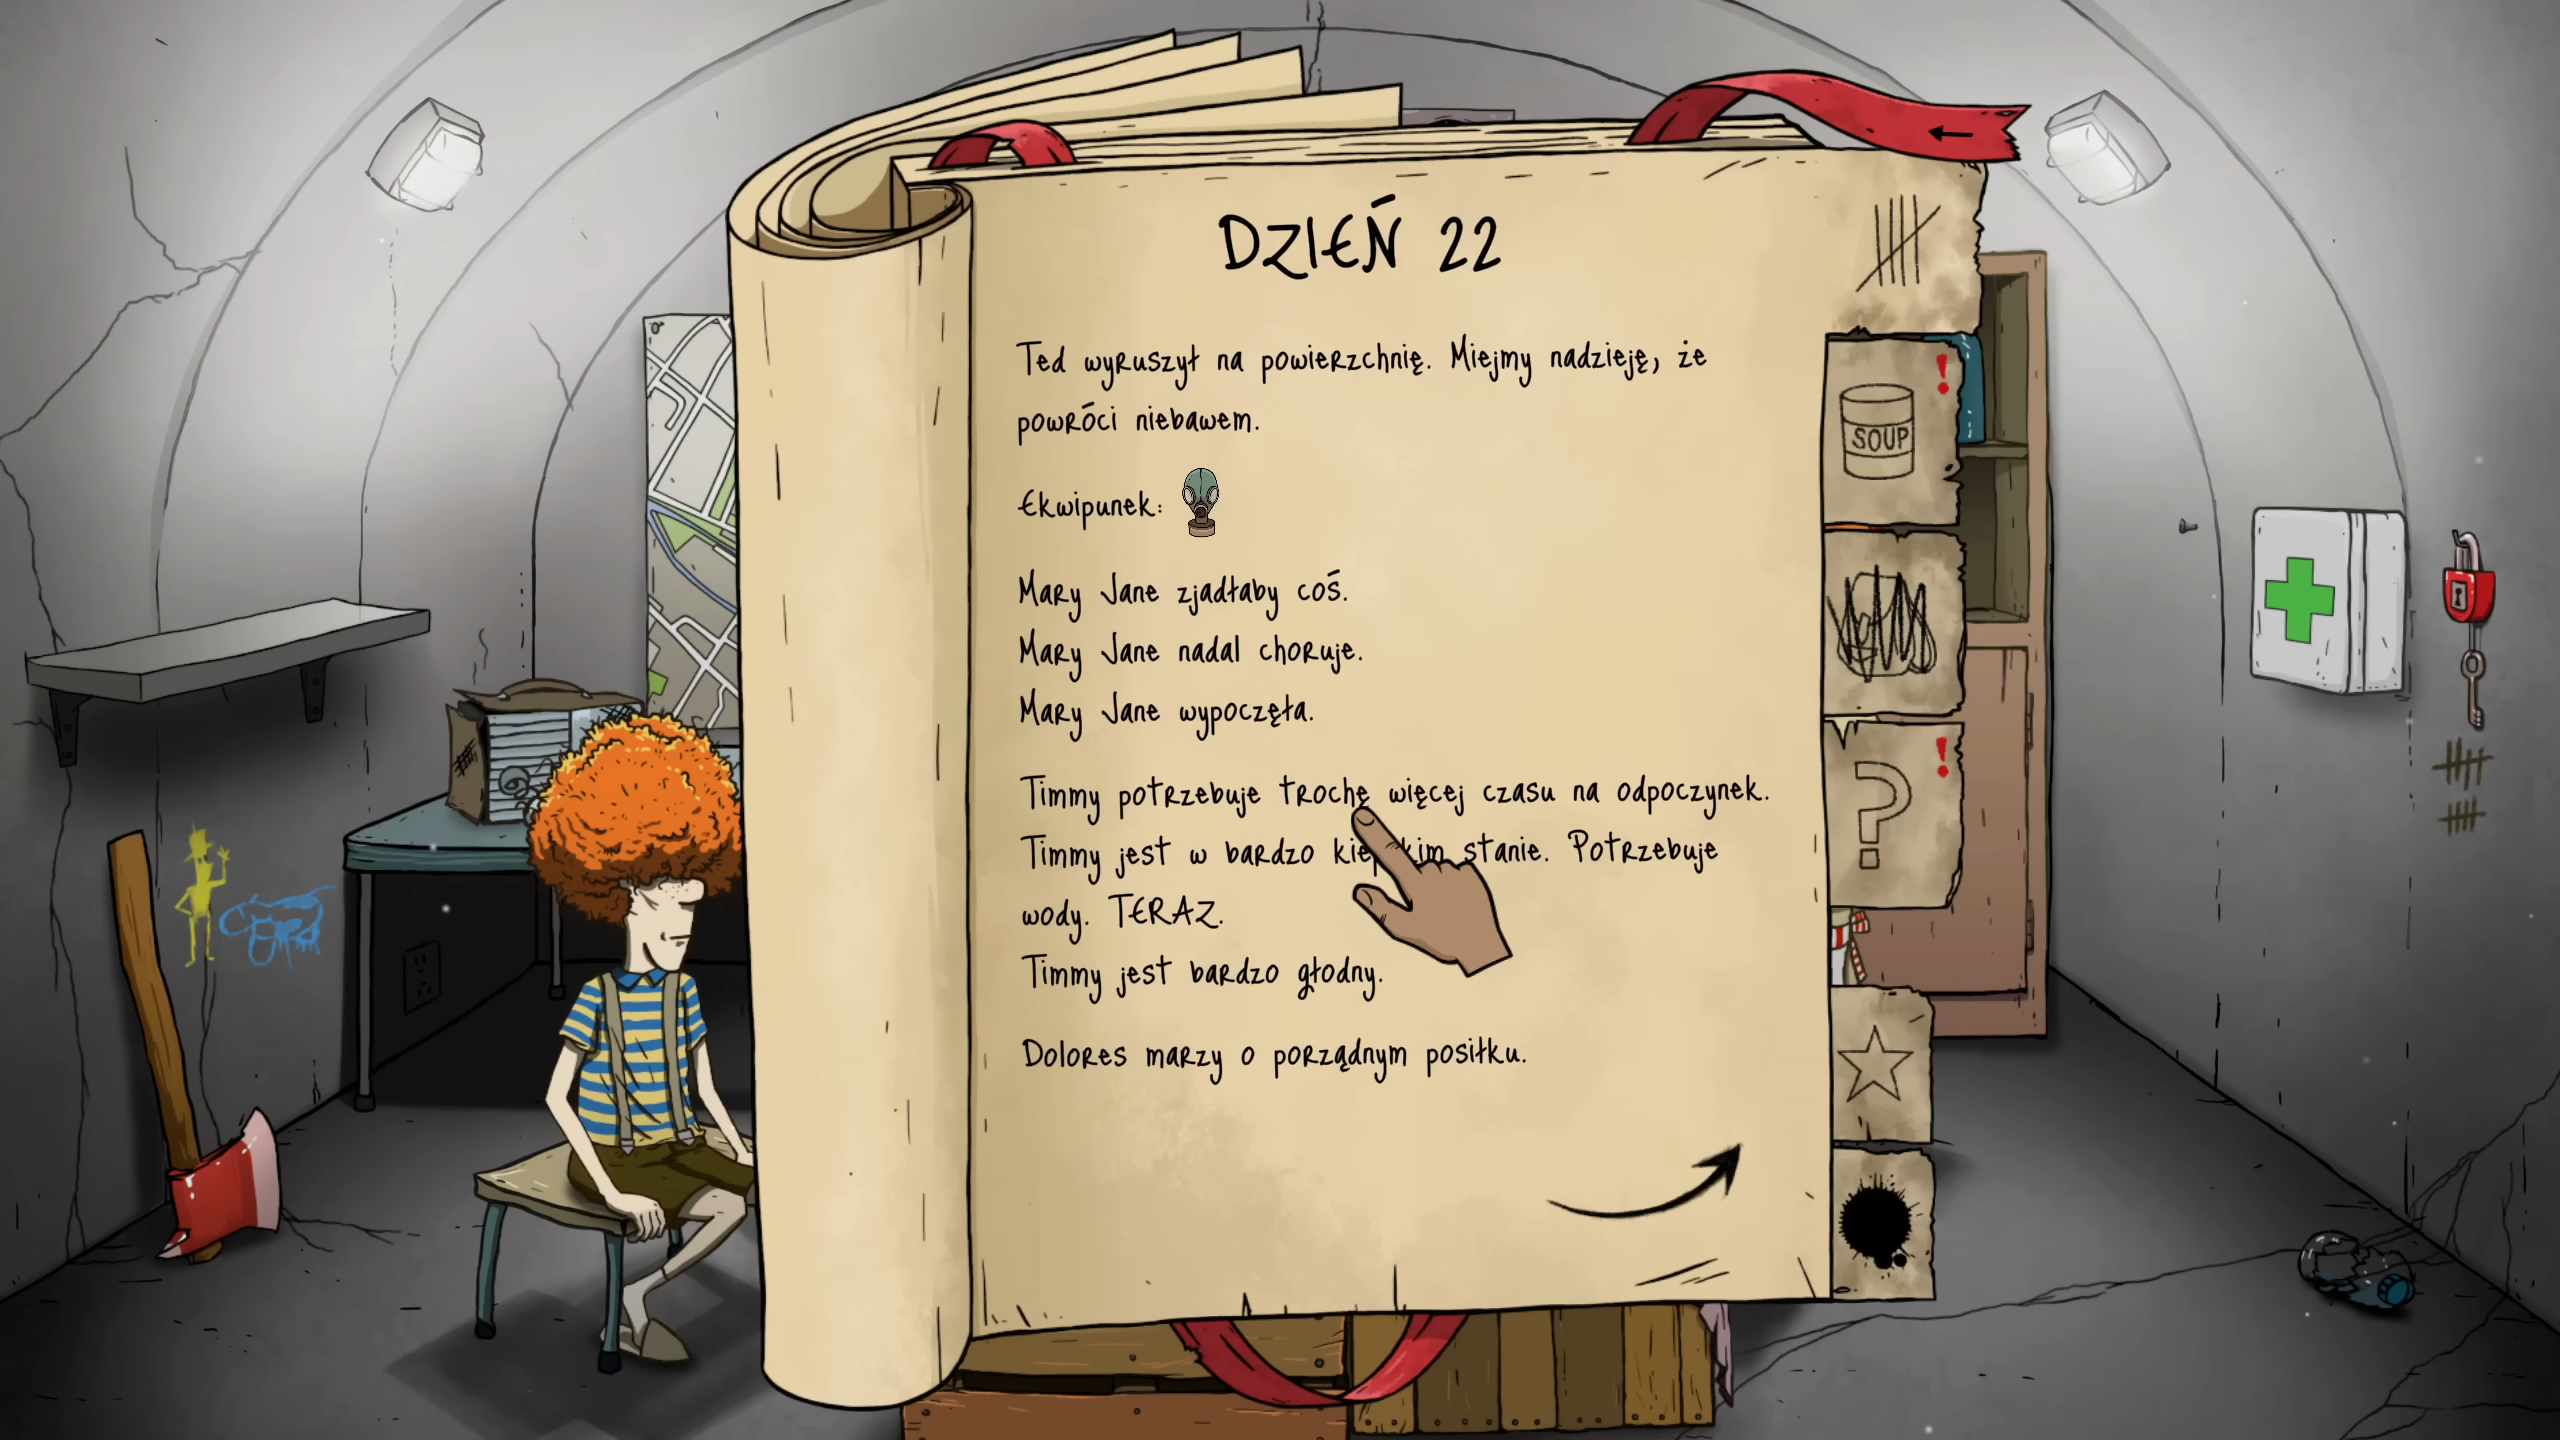 DZIEŃ 22
Ted wyruszył na powierzchnię. Miejmy nadzieję, że
powróci niebawem.
Ekwipunek:
Mary Jane zjadłaby coś.
Mary Jane nadal choruje.
Mary Jane wypoczęła.
Timmy potrzebuje trochę więcej czasu na odpoczynek.
Timmy jest w bardzo kiepskim stanie. Potrzebuje
wody. TERAZ.
Timmy jest bardzo głodny.
Dolores marzy o porządnym posiłku.
!
SOUP
!
?